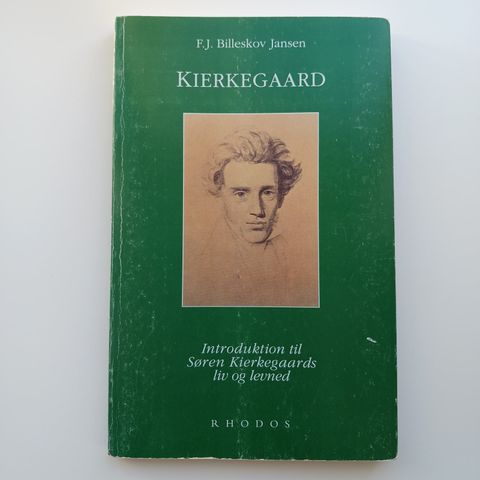 F.J. Billeskov Jansen
KIERKEGAARD
Introduktion til
Søren Kierkegaards
liv og levned
RHODOS